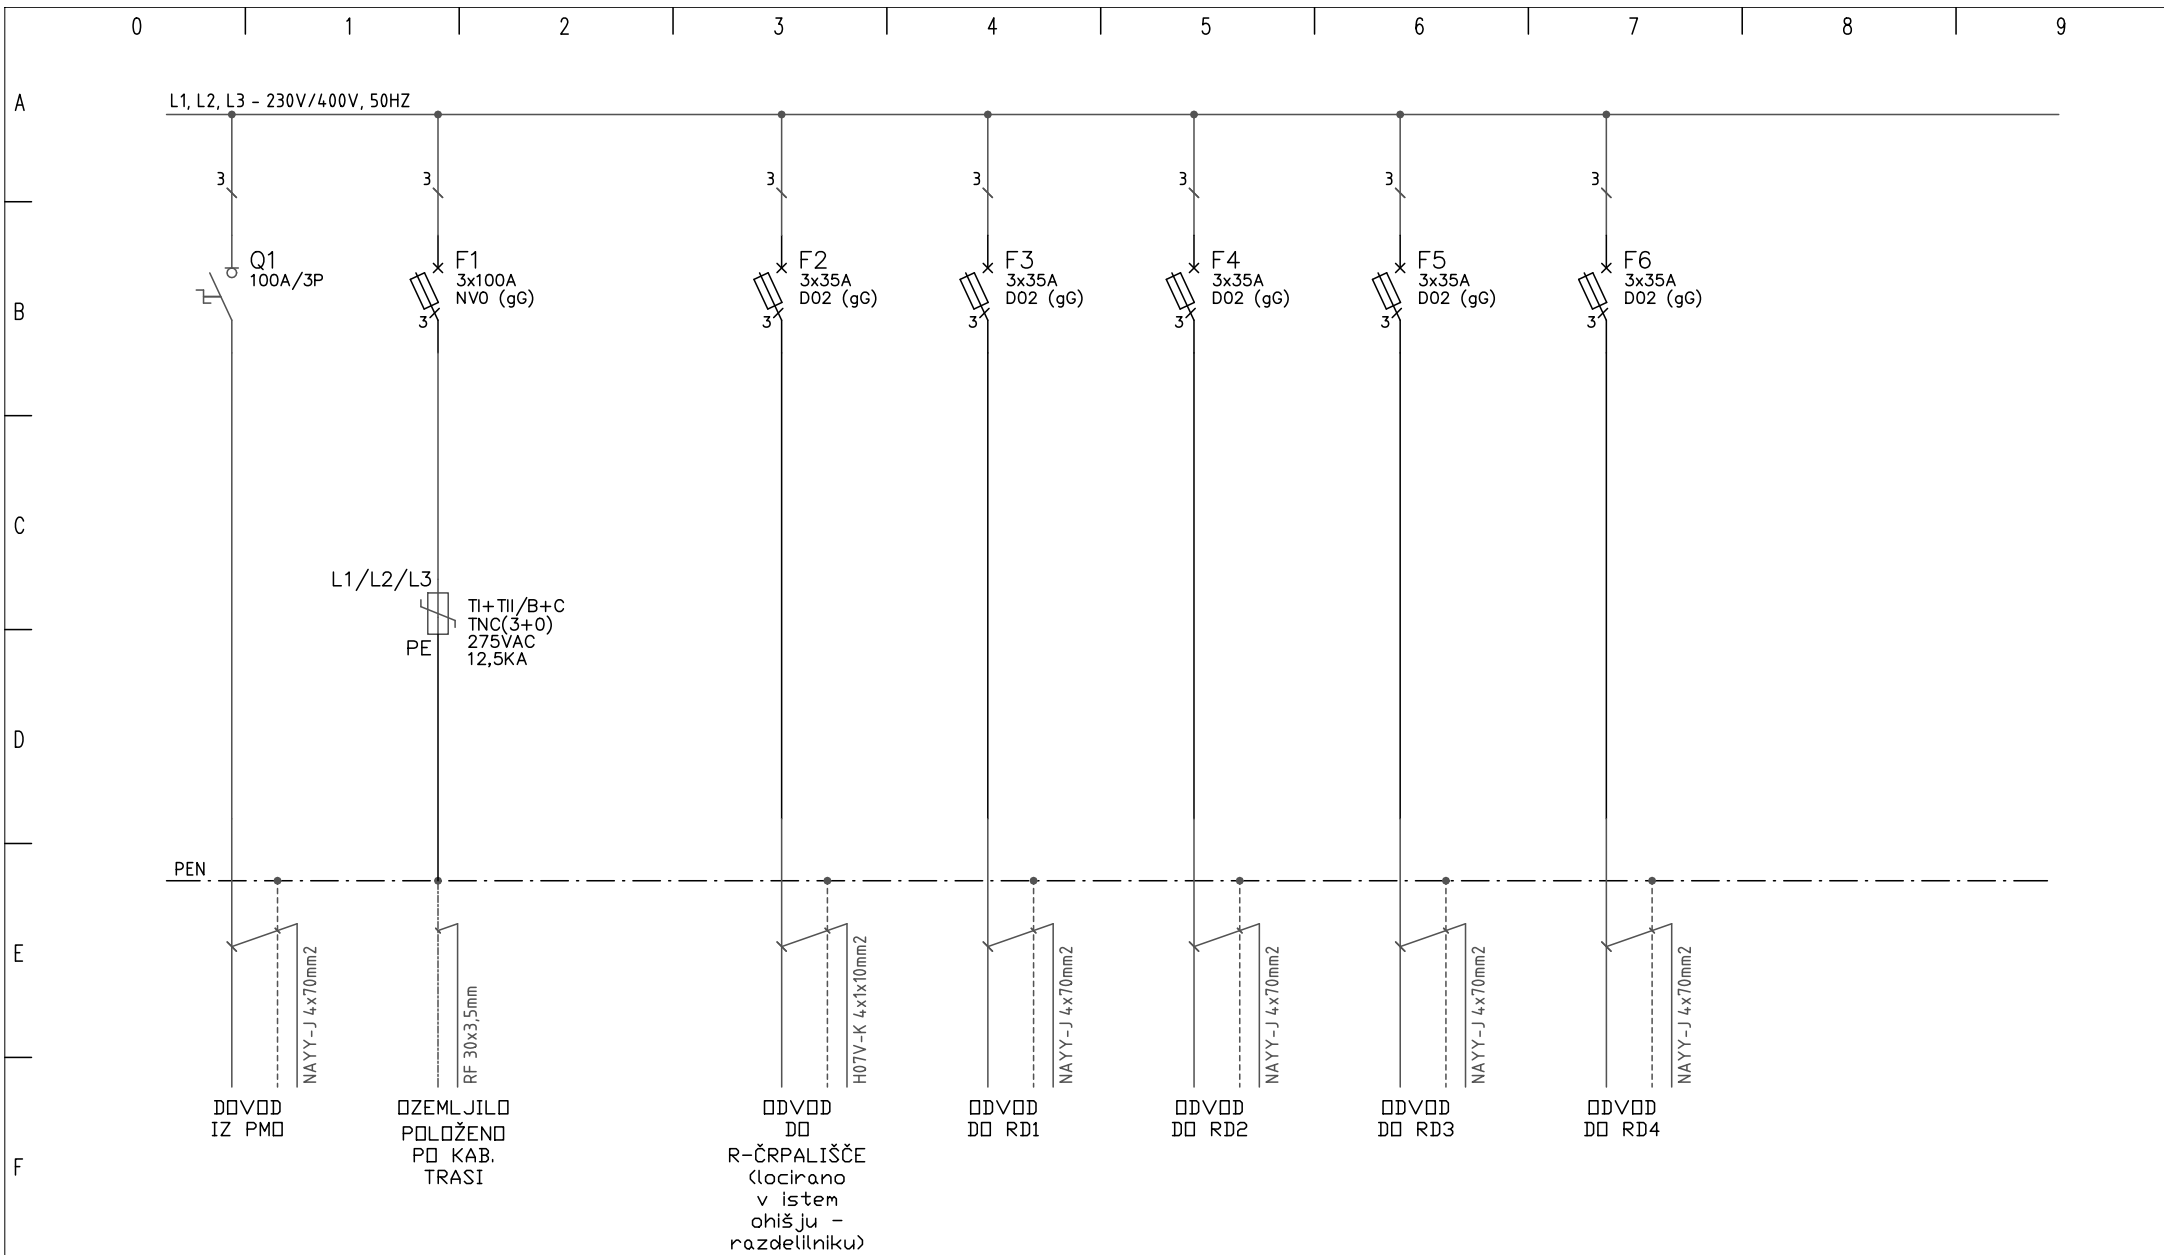 0 1 2 3 4 5 6 7 8 9
A
L1, L2, L3 - 230V/400V, 50HZ
3 3 3 3 3 3 3
B
Q1
100A/3P
F1
3x100A
NV0 (gG)
3
F2
3x35A
D02 (gG)
3
F3
3x35A
D02 (gG)
3
F4
3x35A
D02 (gG)
3
F5
3x35A
D02 (gG)
3
F6
3x35A
D02 (gG)
3
C
L1/L2/L3
PE
TI+TII/B+C
TNC(3+0)
275VAC
12,5KA
D
PEN
E
NAYY-J 4x70mm2
RF 30x3,5mm
H07V-K 4x1x10mm2
NAYY-J 4x70mm2
NAYY-J 4x70mm2
NAYY-J 4x70mm2
NAYY-J 4x70mm2
F
DOVOD
IZ PMO
OZEMLJILO
POLOŽENO
PO KAB.
TRASI
ODVOD
DO
R-ČRPALIŠČE
(locirano
v istem
ohišju -
razdelilniku)
ODVOD
DO RD1
ODVOD
DO RD2
ODVOD
DO RD3
ODVOD
DO RD4